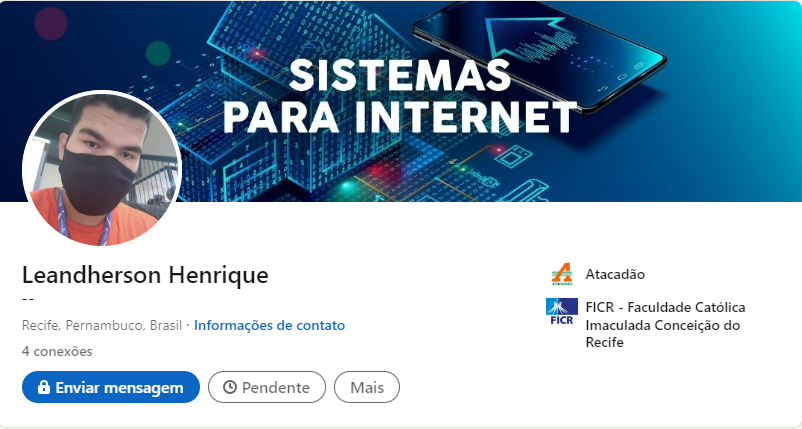 SISTEMAS
PARA INTERNET
Leandherson Henrique
--
Recife, Pernambuco, Brasil · Informações de contato
4 conexões
Enviar mensagem
Pendente
Mais
ATACADÃO
Atacadão
FICR
FICR - Faculdade Católica
Imaculada Conceição do
Recife